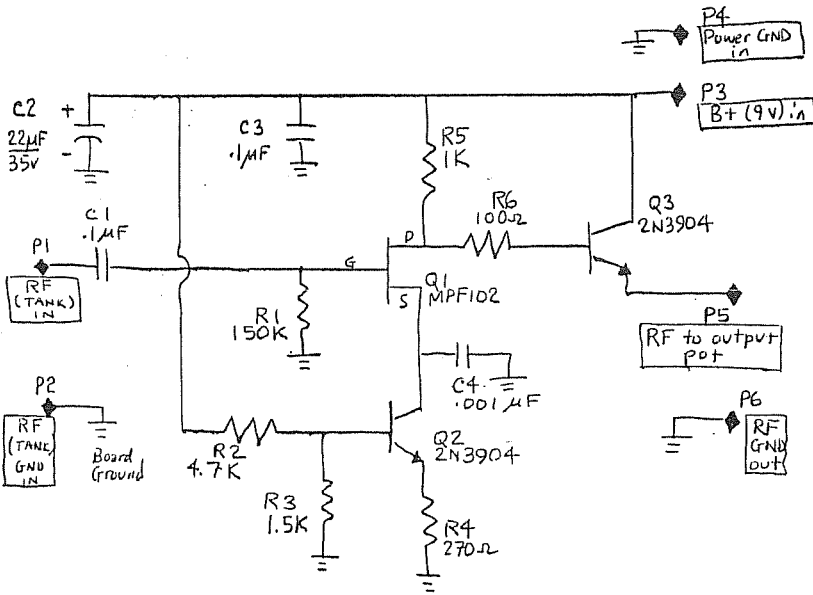 P4
Power GND
in
P3
B+ (9v) in
C2
+
22µF
35v
-
C3
.1µF
R5
1K
R6
100Ω
Q3
2N3904
C1
.1µF
P1
RF
(TANK)
IN
G
D
S
Q1
MPF102
R1
150K
P5
RF to output
pot
C4
.001µF
P2
RF
(TANK)
GND
IN
Board
Ground
R2
4.7K
Q2
2N3904
P6
RF
GND
out
R3
1.5K
R4
270Ω